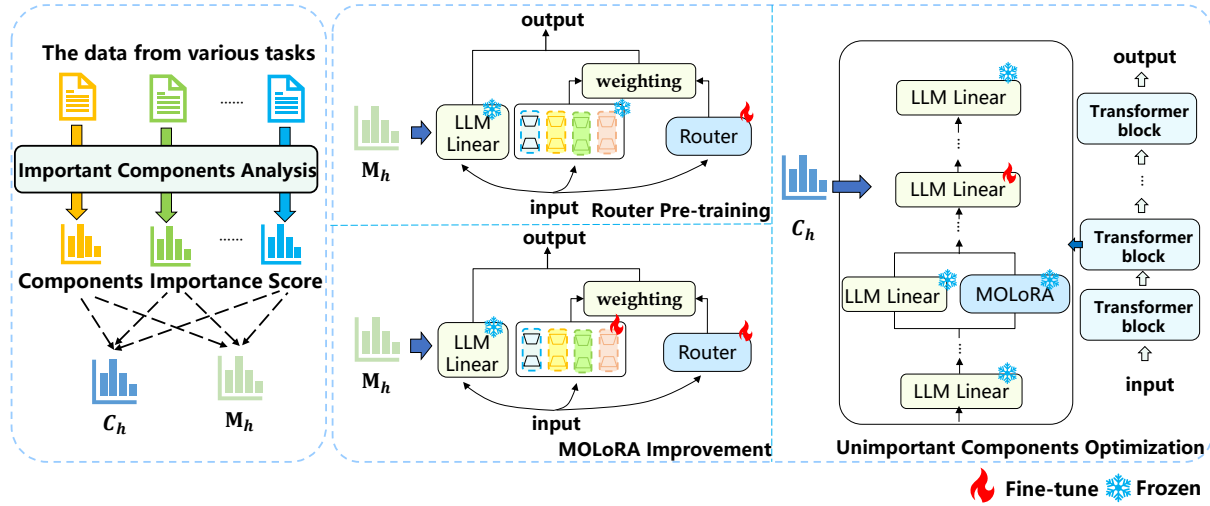 The data from various tasks
......
Important Components Analysis
......
Components Importance Score
C_h
M_h
output
weighting
M_h
LLM
Linear
Router
input
Router Pre-training
output
weighting
M_h
LLM
Linear
Router
input
MOLoRA Improvement
C_h
LLM Linear
...
LLM Linear
...
LLM Linear
MOLoRA
...
LLM Linear
output
Transformer
block
...
Transformer
block
Transformer
block
input
Unimportant Components Optimization
Fine-tune
Frozen